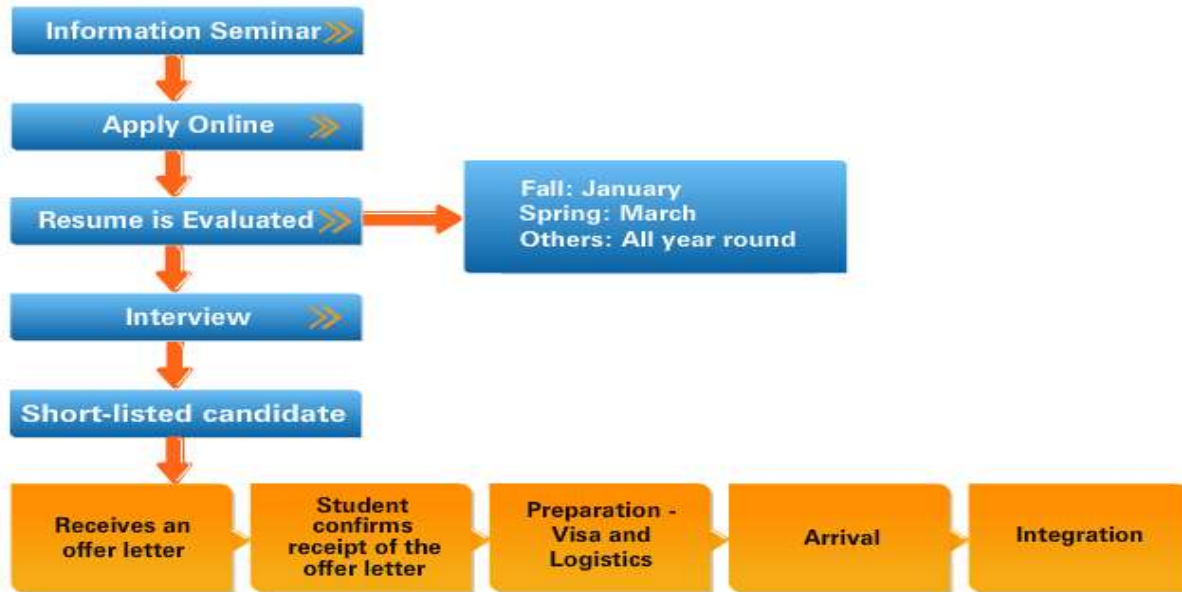 Information Seminar
Apply Online
Resume is Evaluated
Fall: January
Spring: March
Others: All year round
Interview
Short-listed candidate
Receives an
offer letter
Student
confirms
receipt of the
offer letter
Preparation -
Visa and
Logistics
Arrival
Integration